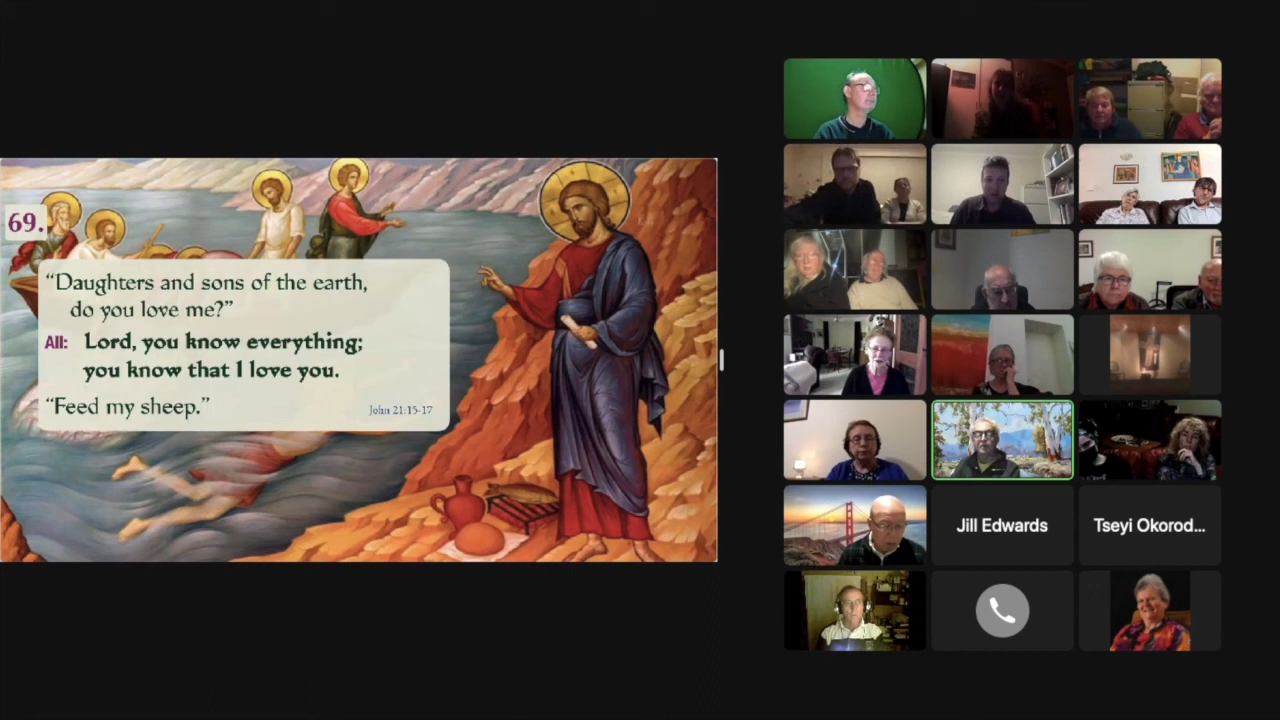 69.
“Daughters and sons of the earth,
do you love me?”
All: Lord, you know everything;
you know that I love you.
“Feed my sheep.”
John 21:15-17
Jill Edwards
Tseyi Okorod...